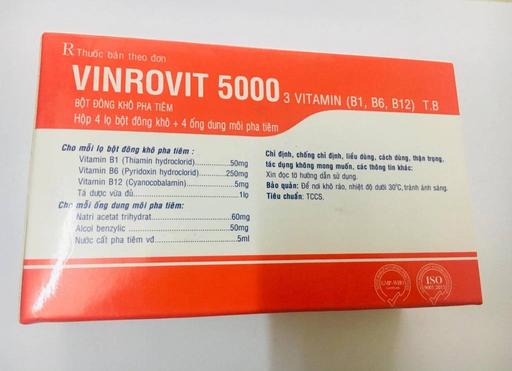 R Thuốc bán theo đơn
VINROVIT 5000 3 VITAMIN (B1, B6, B12) T.B
BỘT ĐÔNG KHÔ PHA TIÊM
Hộp 4 lọ bột đông khô + 4 ống dung môi pha tiêm
Cho mỗi lọ bột đông khô pha tiêm :
Vitamin B1 (Thiamin hydroclorid)..................50mg
Vitamin B6 (Pyridoxin hydroclorid)................250mg
Vitamin B12 (Cyanocobalamin)....................5mg
Tá dược vừa đủ.......................................1lọ
Cho mỗi ống dung môi pha tiêm:
Natri acetat trihydrat...........................60mg
Alcol benzylic....................................50mg
Nước cất pha tiêm vđ...........................5ml
Chỉ định, chống chỉ định, liều dùng, cách dùng, thận trọng,
tác dụng không mong muốn, các thông tin khác:
Xin đọc tờ hướng dẫn sử dụng.
Bảo quản: Để nơi khô ráo, nhiệt độ dưới 30°C, tránh ánh sáng.
Tiêu chuẩn: TCCS.
GMP-WHO
ISO